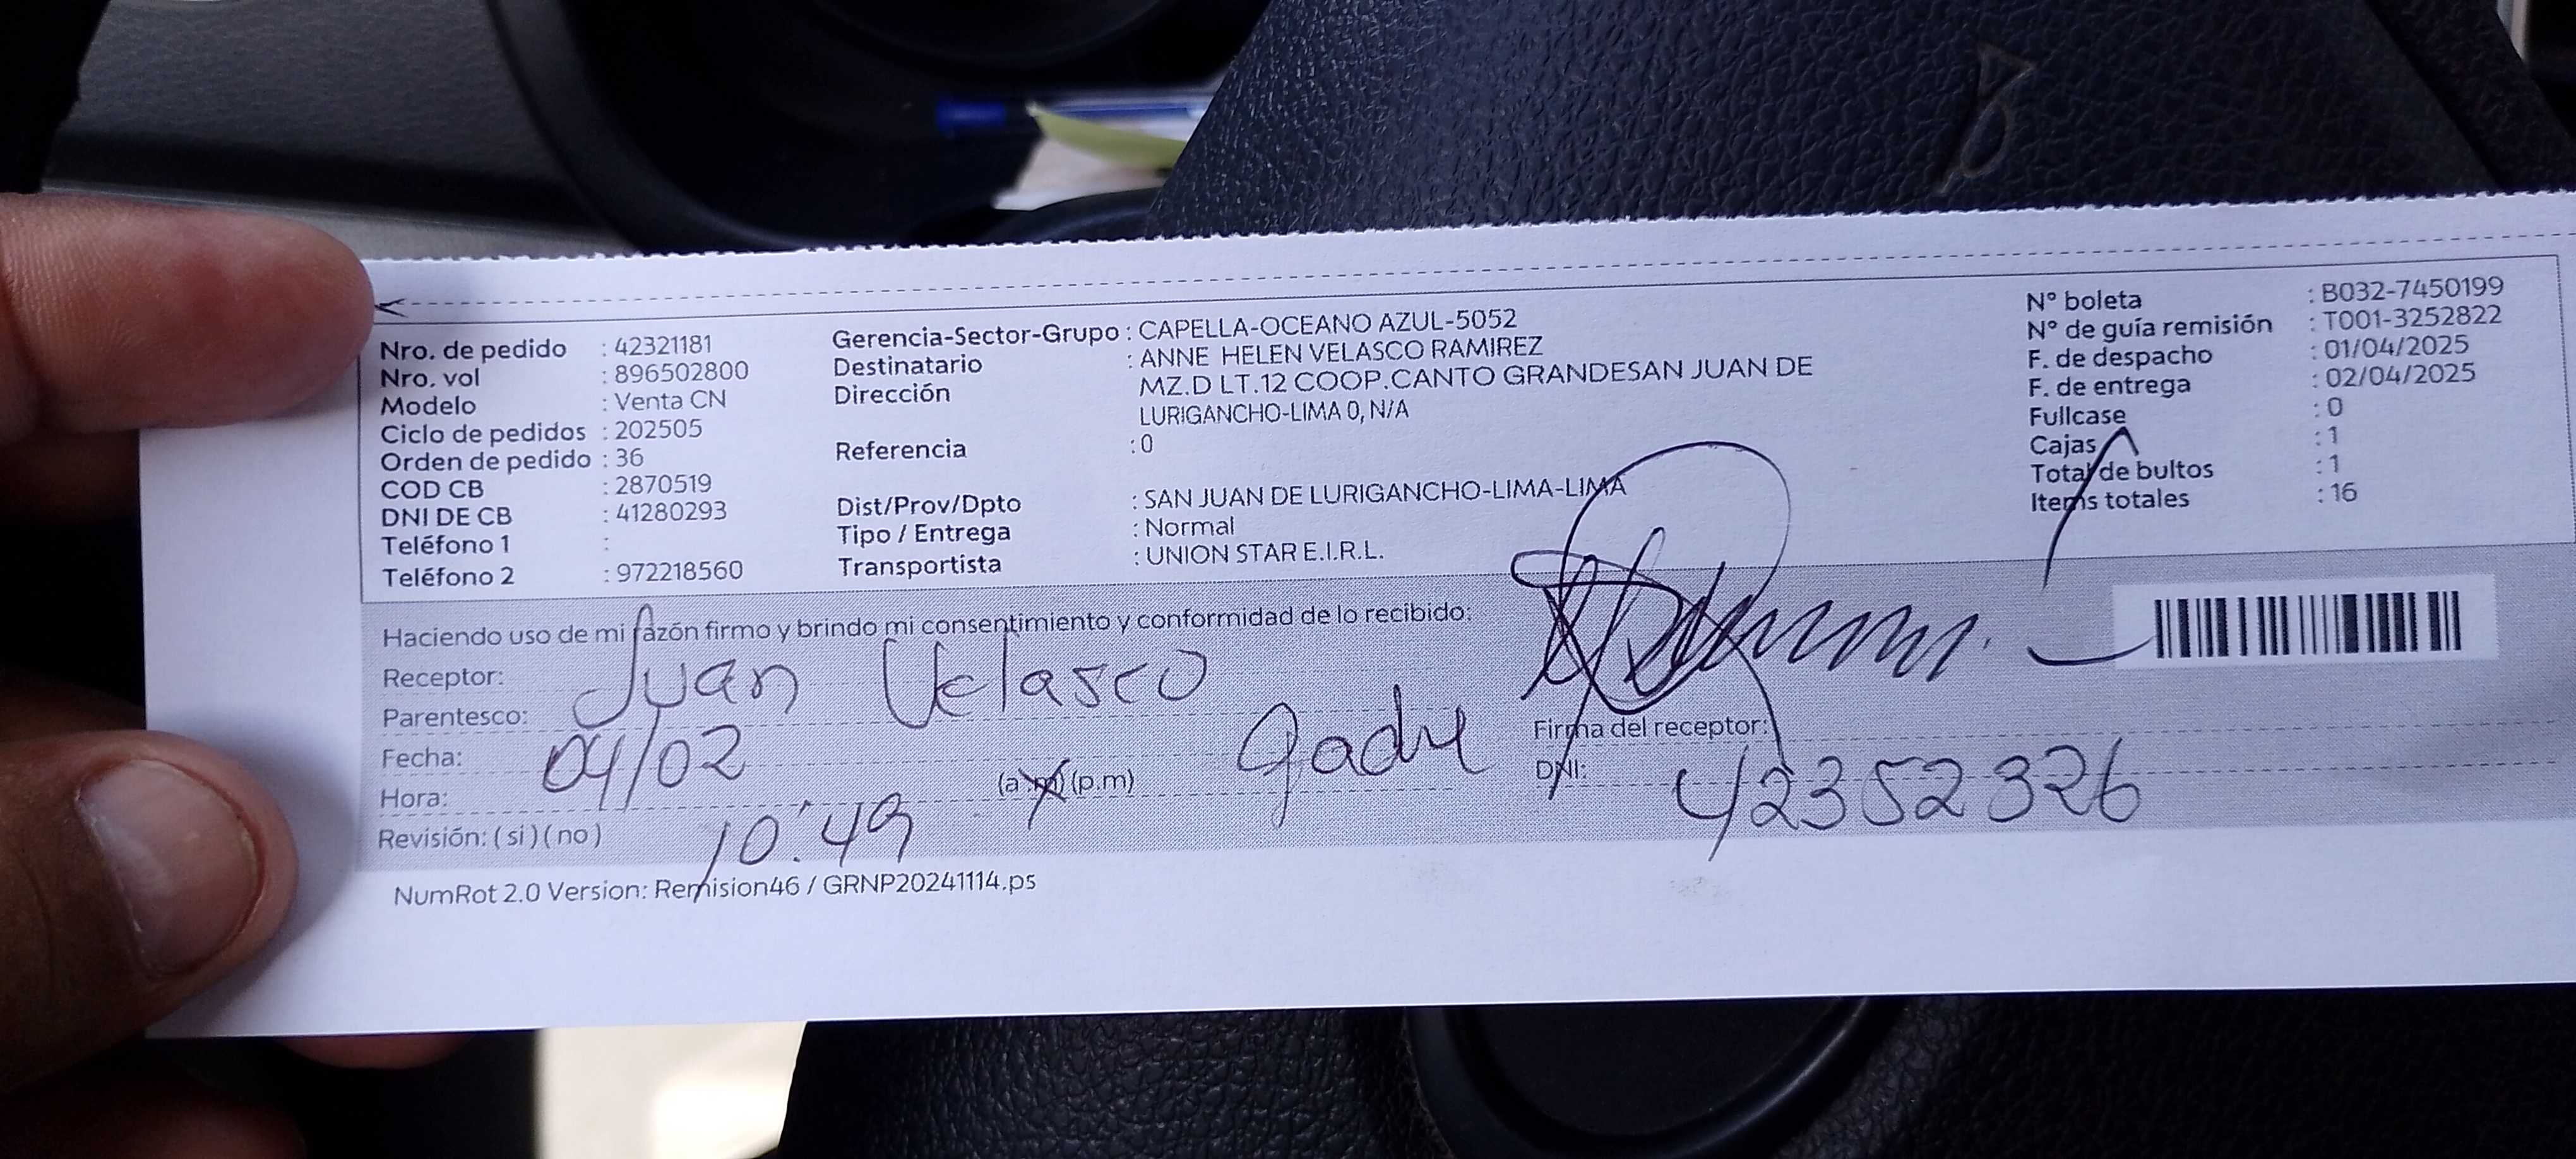 Nro. de pedido : 42321181
Nro. vol : 896502800
Modelo : Venta CN
Ciclo de pedidos : 202505
Orden de pedido : 36
COD CB : 2870519
DNI DE CB : 41280293
Teléfono 1 :
Teléfono 2 : 972218560
Gerencia-Sector-Grupo : CAPELLA-OCEANO AZUL-5052
Destinatario : ANNE HELEN VELASCO RAMIREZ
Dirección MZ.D LT.12 COOP.CANTO GRANDESAN JUAN DE
LURIGANCHO-LIMA 0, N/A
Referencia : 0
Dist/Prov/Dpto : SAN JUAN DE LURIGANCHO-LIMA-LIMA
Tipo / Entrega : Normal
Transportista : UNION STAR E.I.R.L.
N° boleta : B032-7450199
N° de guía remisión : T001-3252822
F. de despacho : 01/04/2025
F. de entrega : 02/04/2025
Fullcase : 0
Cajas : 1
Total de bultos : 1
Items totales : 16
Haciendo uso de mi razón firmo y brindo mi consentimiento y conformidad de lo recibido:
Receptor: Juan Velasco
Parentesco:
Fecha: 04/02
Hora: (a.m) (p.m)
Revisión: ( si ) ( no ) 10:49
Firma del receptor:
DNI: 42352326
NumRot 2.0 Version: Remision46 / GRNP20241114.ps